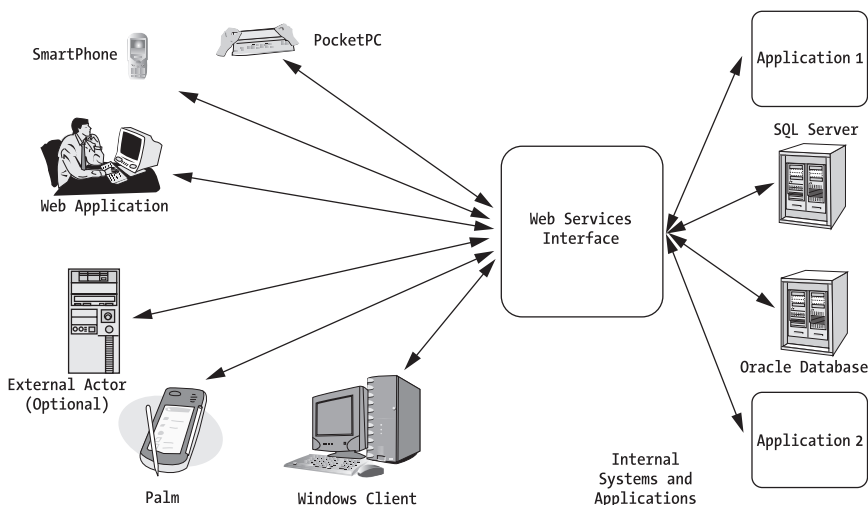 SmartPhone
PocketPC
Application 1
SQL Server
Web Application
Web Services
Interface
External Actor
(Optional)
Oracle Database
Palm
Windows Client
Internal
Systems and
Applications
Application 2